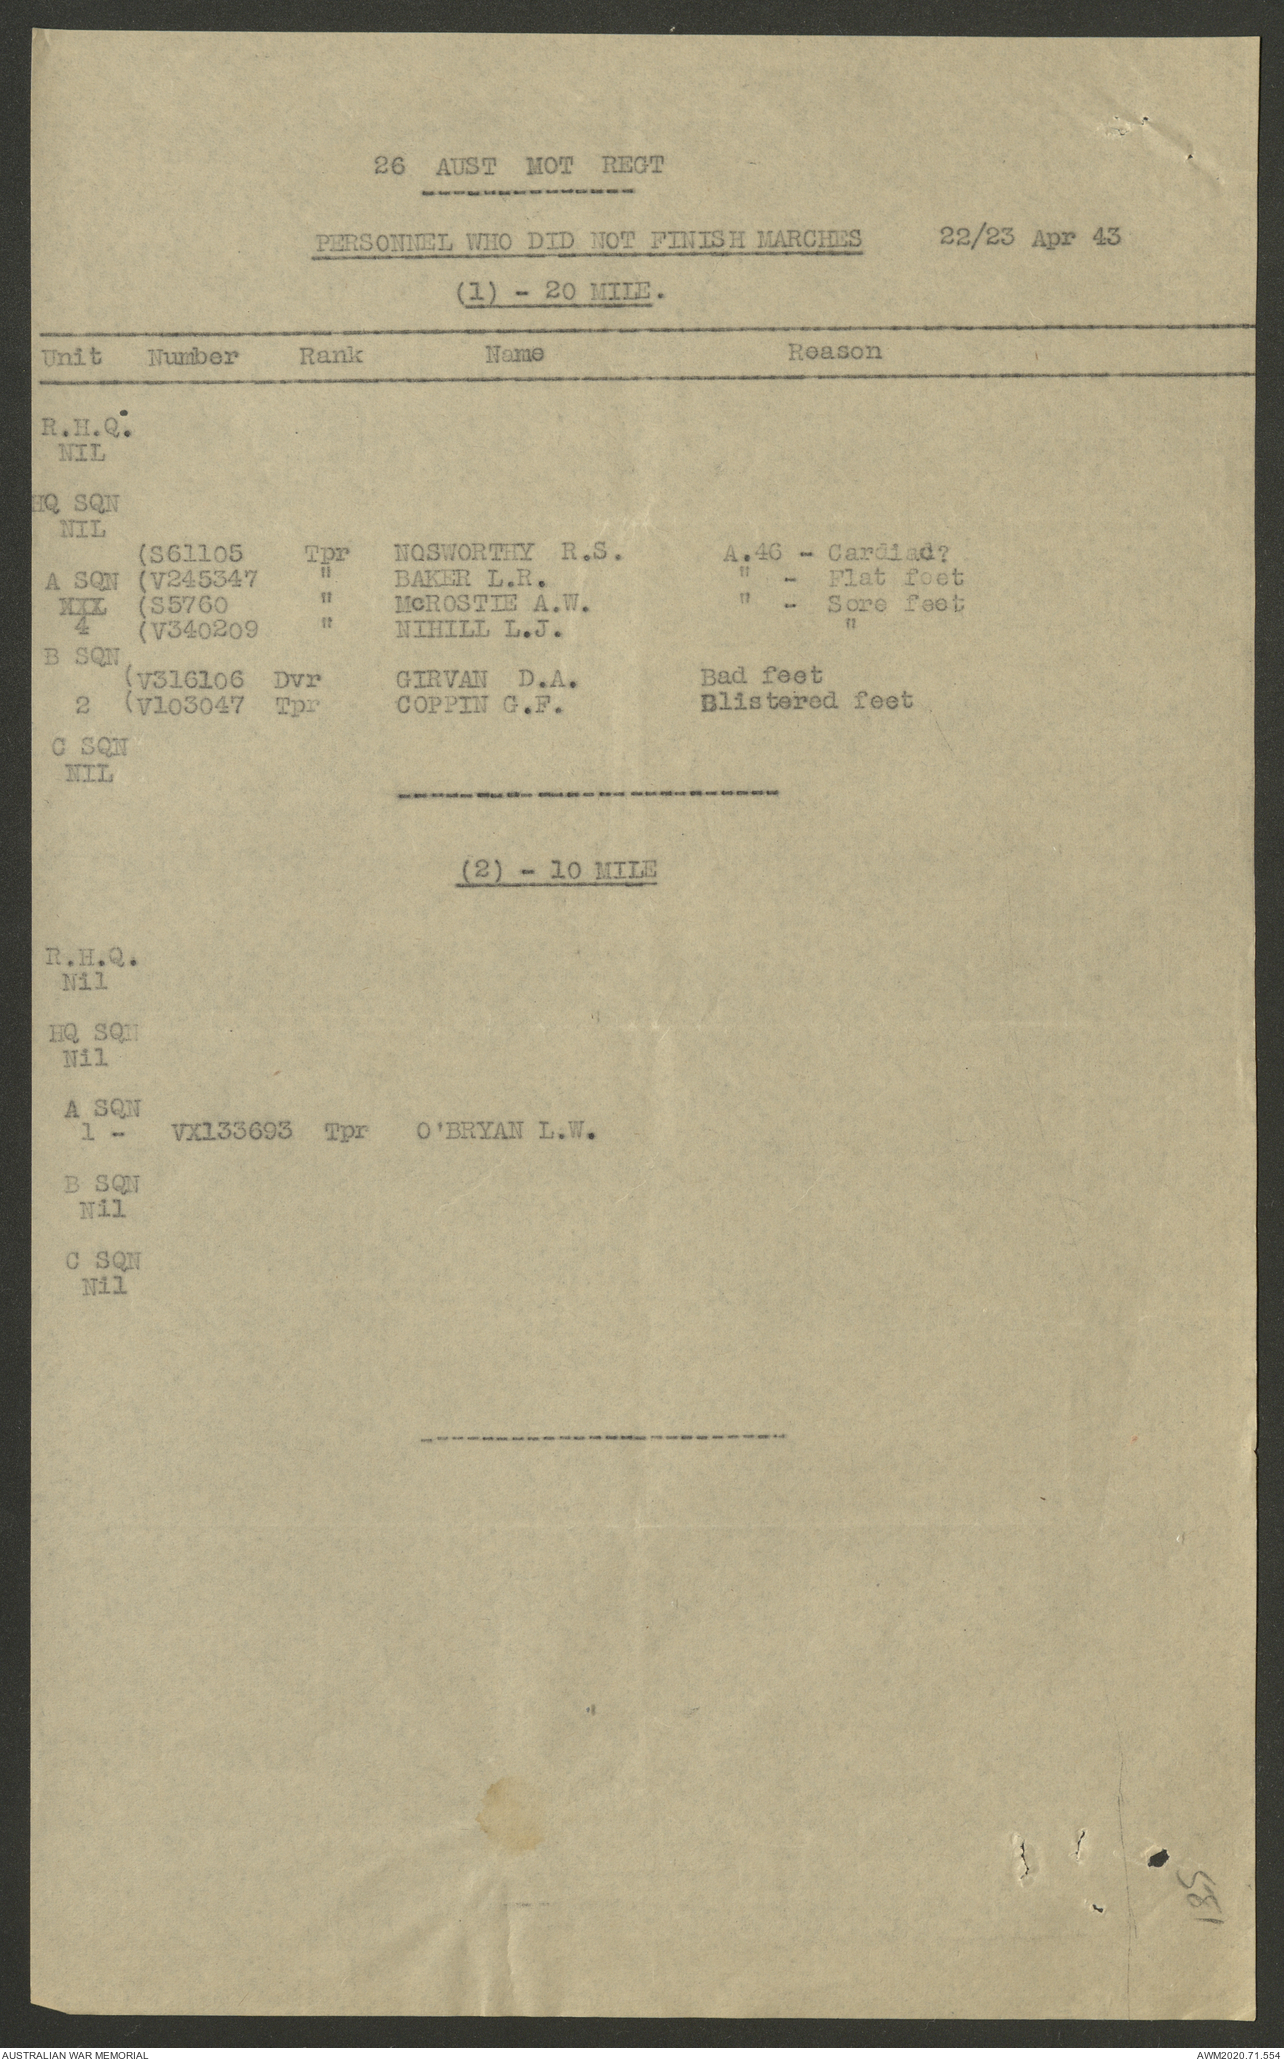 26 AUST MOT REGT
PERSONNEL WHO DID NOT FINISH MARCHES 22/23 Apr 43
(1) - 20 MILE.
Unit Number Rank Name Reason
R.H.Q.
NIL
HQ SQN
NIL
(S61105 Tpr NOSWORTHY R.S. A.46 - Cardiad?
A SQN (V245347 " BAKER L.R. " - Flat feet
NIL (S5760 " McROSTIE A.W. " - Sore feet
4 (V340209 " NIHILL L.J. "
B SQN
(V316106 Dvr GIRVAN D.A. Bad feet
2 (V103047 Tpr COPPIN G.F. Blistered feet
C SQN
NIL
(2) - 10 MILE
R.H.Q.
Nil
HQ SQN
Nil
A SQN
1 - VX133693 Tpr O'BRYAN L.W.
B SQN
Nil
C SQN
Nil
AUSTRALIAN WAR MEMORIAL AWM2020.71.554